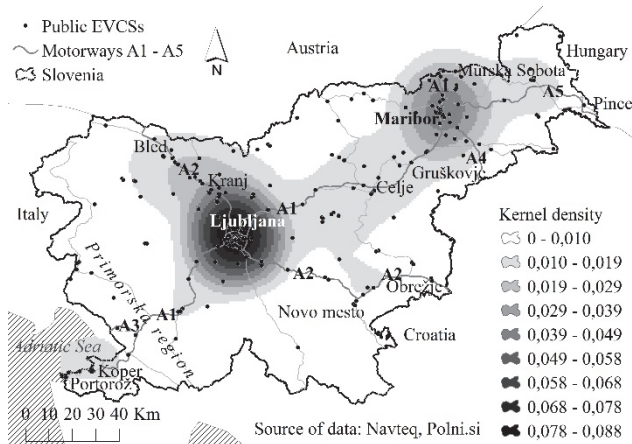 Public EVCSs
Motorways A1 - A5
Slovenia
N
Austria
Hungary
Murska Sobota
A1
A5
Pince
Maribor
A4
Gruškovje
Bled
A2
Kranj
Celje
A1
Ljubljana
Italy
Primorska region
A2
A2
Obrežje
Novo mesto
A1
A3
Croatia
Adriatic Sea
Koper
Portorož
Kernel density
0 - 0,010
0,010 - 0,019
0,019 - 0,029
0,029 - 0,039
0,039 - 0,049
0,049 - 0,058
0,058 - 0,068
0,068 - 0,078
0,078 - 0,088
0 10 20 30 40 Km
Source of data: Navteq, Polni.si